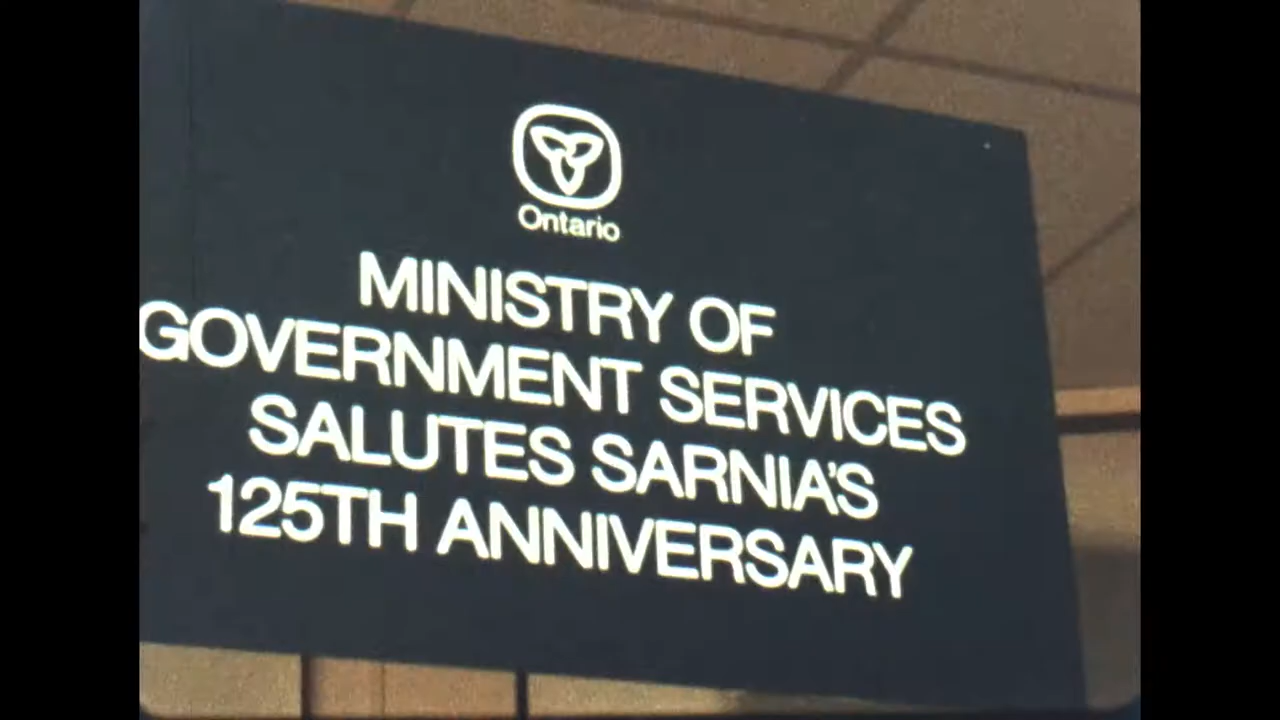 Ontario
MINISTRY OF
GOVERNMENT SERVICES
SALUTES SARNIA'S
125TH ANNIVERSARY